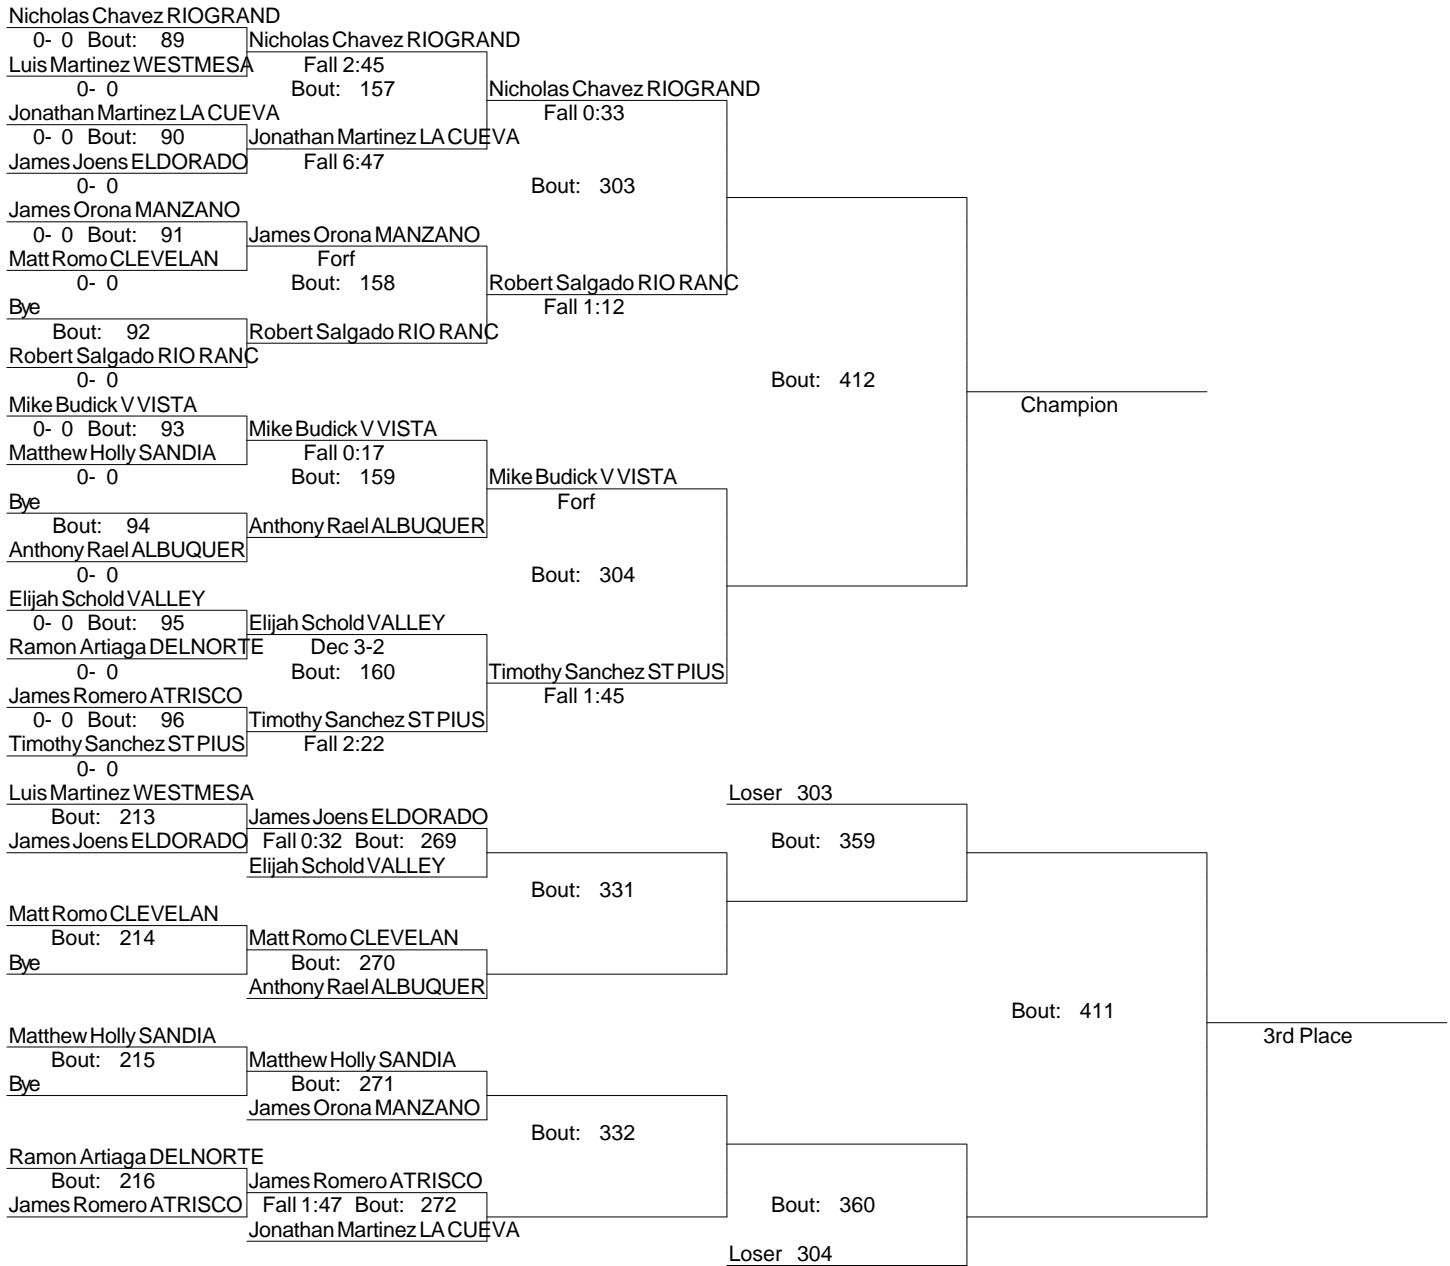 Nicholas Chavez RIOGRAND
0- 0 Bout: 89 Nicholas Chavez RIOGRAND
Luis Martinez WESTMESA Fall 2:45
0- 0 Bout: 157 Nicholas Chavez RIOGRAND
Jonathan Martinez LA CUEVA Fall 0:33
0- 0 Bout: 90 Jonathan Martinez LA CUEVA
James Joens ELDORADO Fall 6:47
0- 0 Bout: 303
James Orona MANZANO
0- 0 Bout: 91 James Orona MANZANO
Matt Romo CLEVELAN Forf
0- 0 Bout: 158 Robert Salgado RIO RANC
Bye Fall 1:12
Bout: 92 Robert Salgado RIO RANC
Robert Salgado RIO RANC
0- 0 Bout: 412
Mike Budick V VISTA Champion
0- 0 Bout: 93 Mike Budick V VISTA
Matthew Holly SANDIA Fall 0:17
0- 0 Bout: 159 Mike Budick V VISTA
Bye Forf
Bout: 94 Anthony Rael ALBUQUER
Anthony Rael ALBUQUER
0- 0 Bout: 304
Elijah Schold VALLEY
0- 0 Bout: 95 Elijah Schold VALLEY
Ramon Artiaga DELNORTE Dec 3-2
0- 0 Bout: 160 Timothy Sanchez ST PIUS
James Romero ATRISCO Fall 1:45
0- 0 Bout: 96 Timothy Sanchez ST PIUS
Timothy Sanchez ST PIUS Fall 2:22
0- 0
Luis Martinez WESTMESA Loser 303
Bout: 213 James Joens ELDORADO
James Joens ELDORADO Fall 0:32 Bout: 269 Bout: 359
Elijah Schold VALLEY
Bout: 331
Matt Romo CLEVELAN
Bout: 214 Matt Romo CLEVELAN
Bye Bout: 270
Anthony Rael ALBUQUER
Bout: 411
Matthew Holly SANDIA 3rd Place
Bout: 215 Matthew Holly SANDIA
Bye Bout: 271
James Orona MANZANO
Bout: 332
Ramon Artiaga DELNORTE
Bout: 216 James Romero ATRISCO
James Romero ATRISCO Fall 1:47 Bout: 272 Bout: 360
Jonathan Martinez LA CUEVA
Loser 304